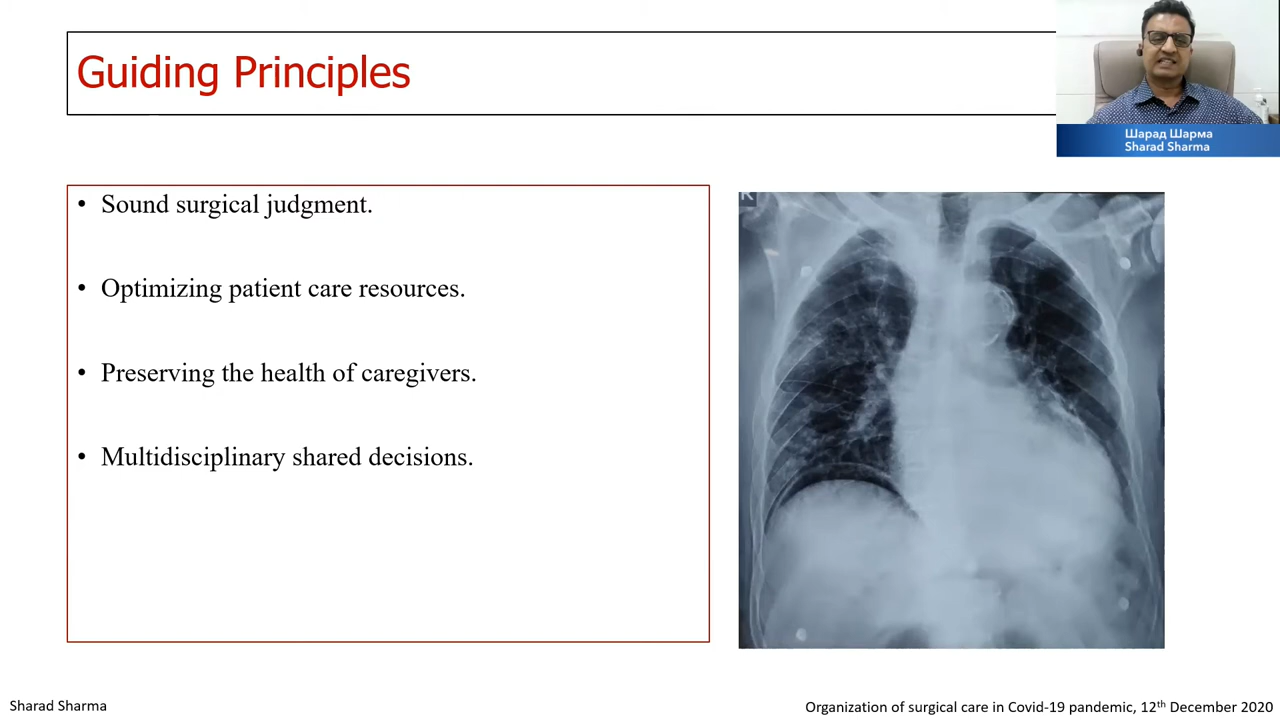 Guiding Principles
Шарад Шарма
Sharad Sharma
• Sound surgical judgment.
• Optimizing patient care resources.
• Preserving the health of caregivers.
• Multidisciplinary shared decisions.
R
Sharad Sharma
Organization of surgical care in Covid-19 pandemic, 12th December 2020